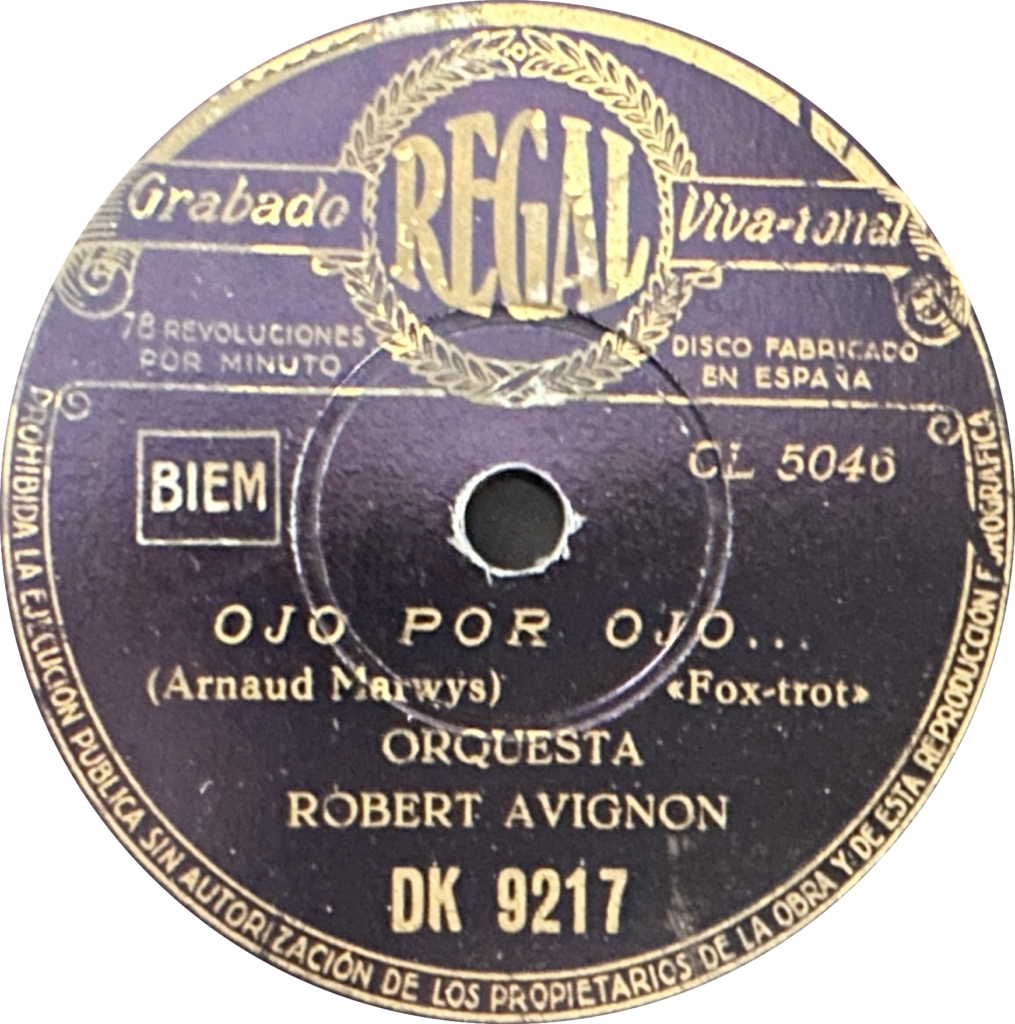 REGAL
Grabado Viva-tonal
78 REVOLUCIONES
POR MINUTO
DISCO FABRICADO
EN ESPAÑA
BIEM
CL 5046
OJO POR OJO...
(Arnaud Marwys) «Fox-trot»
ORQUESTA
ROBERT AVIGNON
DK 9217
PROHIBIDA LA EJECUCIÓN PUBLICA SIN AUTORIZACIÓN DE LOS PROPIETARIOS DE LA OBRA Y DE ESTA REPRODUCCIÓN FONOGRAFICA